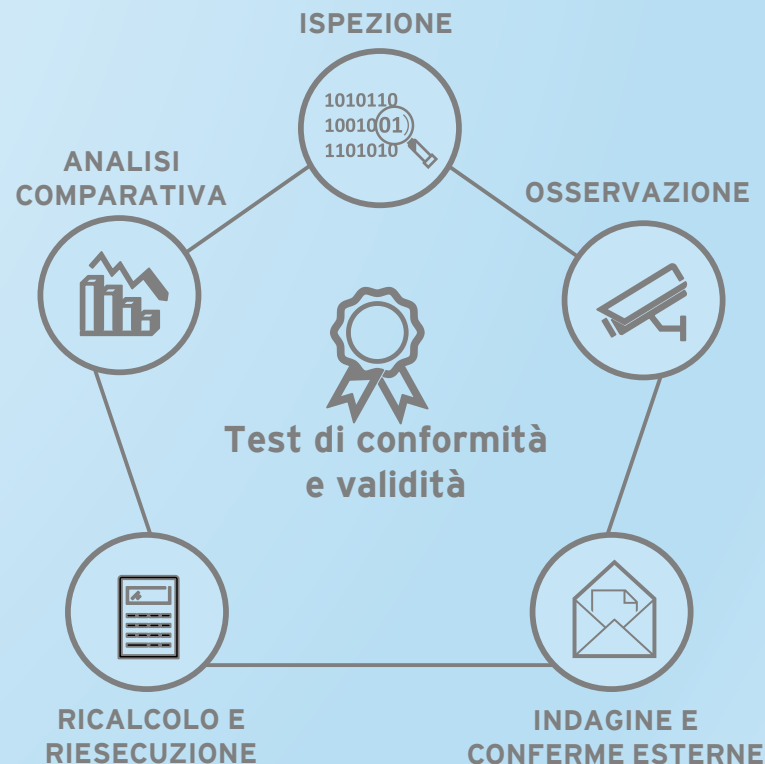 ISPEZIONE
1010110
1001001
1101010
ANALISI
COMPARATIVA
OSSERVAZIONE
Test di conformità
e validità
RICALCOLO E
RIESECUZIONE
INDAGINE E
CONFERME ESTERNE